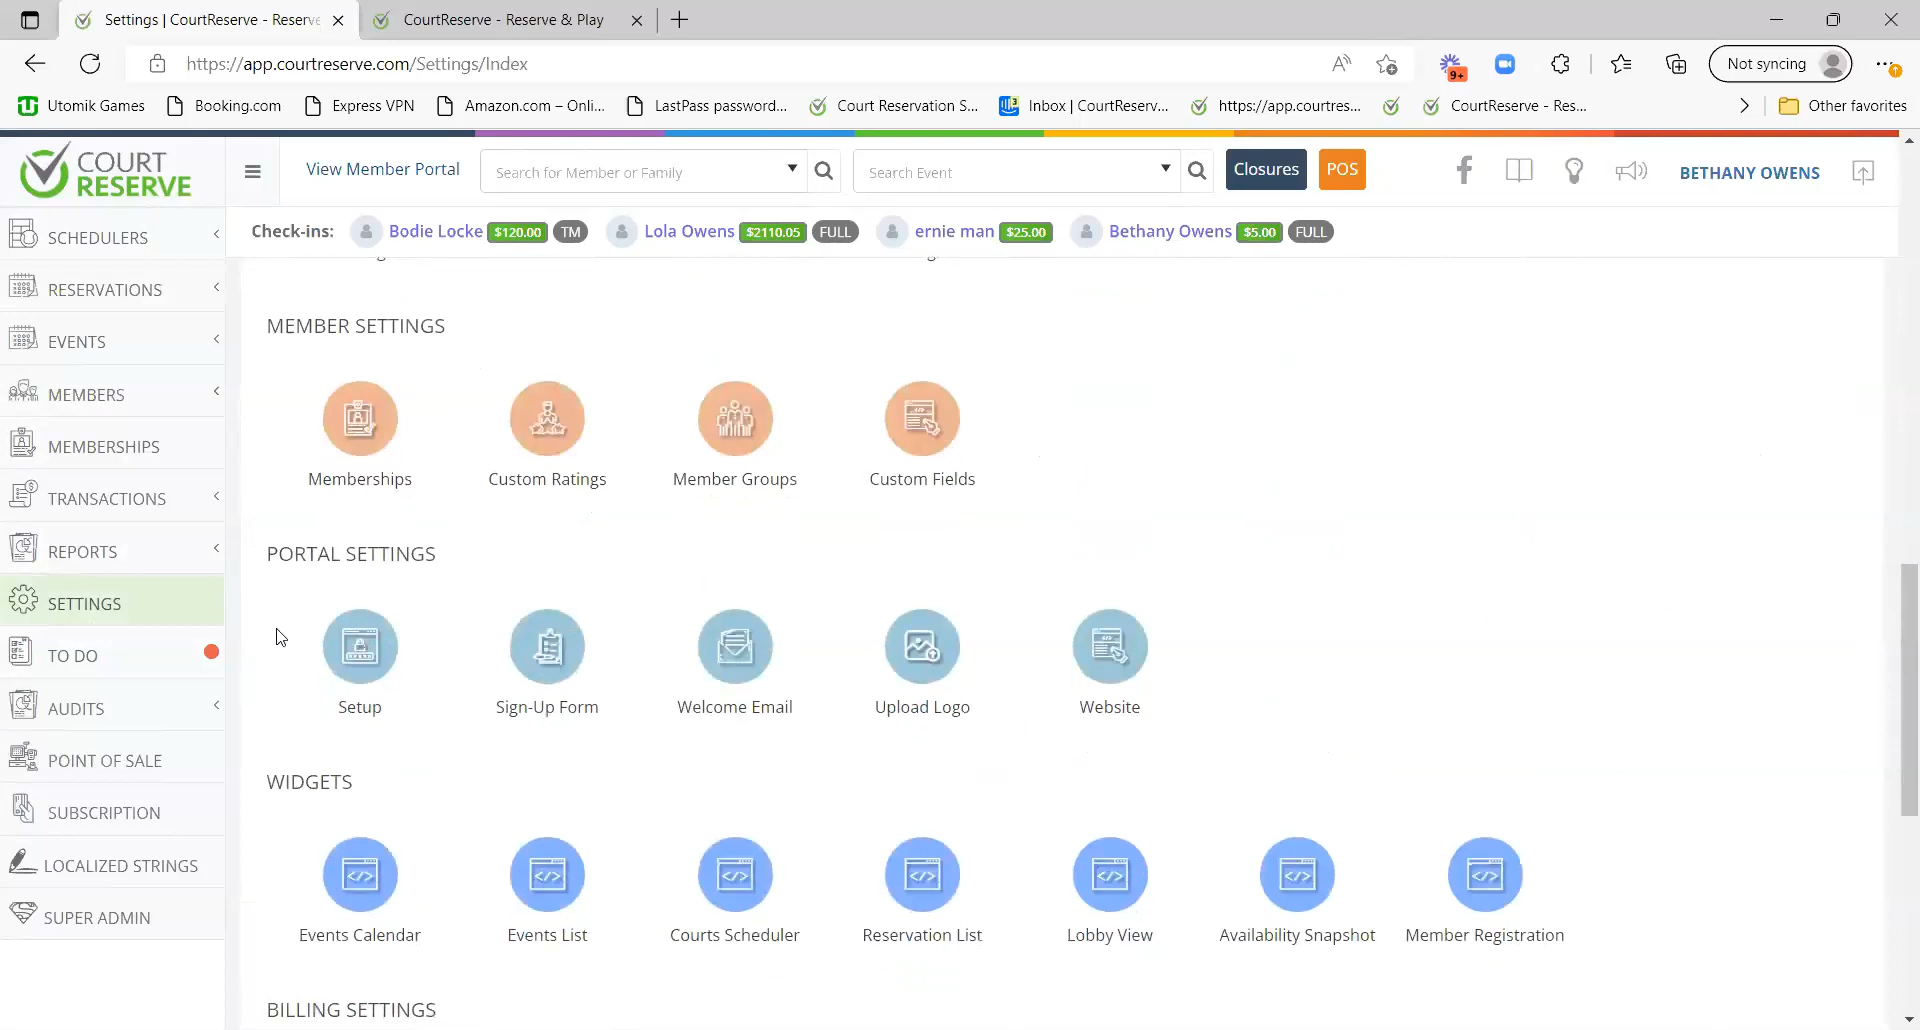 Settings | CourtReserve - Reserve
CourtReserve - Reserve & Play
https://app.courtreserve.com/Settings/Index
9+
Not syncing
Utomik Games
Booking.com
Express VPN
Amazon.com – Onli...
LastPass password...
Court Reservation S...
Inbox | CourtReserv...
https://app.courtres...
CourtReserve - Res...
Other favorites
COURT
RESERVE
View Member Portal
Search for Member or Family
Search Event
Closures
POS
BETHANY OWENS
Check-ins:
Bodie Locke $120.00 TM
Lola Owens $2110.05 FULL
ernie man $25.00
Bethany Owens $5.00 FULL
SCHEDULERS
RESERVATIONS
EVENTS
MEMBERS
MEMBERSHIPS
TRANSACTIONS
REPORTS
SETTINGS
TO DO
AUDITS
POINT OF SALE
SUBSCRIPTION
LOCALIZED STRINGS
SUPER ADMIN
MEMBER SETTINGS
Memberships
Custom Ratings
Member Groups
Custom Fields
PORTAL SETTINGS
Setup
Sign-Up Form
Welcome Email
Upload Logo
Website
WIDGETS
Events Calendar
Events List
Courts Scheduler
Reservation List
Lobby View
Availability Snapshot
Member Registration
BILLING SETTINGS